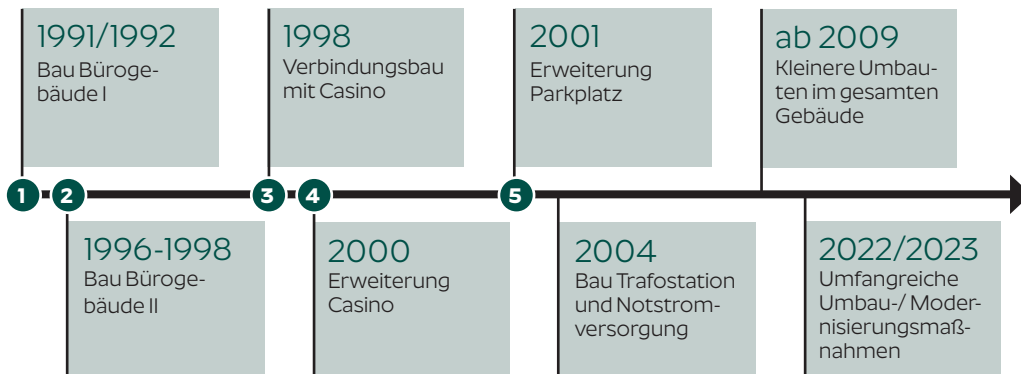 1991/1992
Bau Büroge-
bäude I
1998
Verbindungsbau
mit Casino
2001
Erweiterung
Parkplatz
ab 2009
Kleinere Umbau-
ten im gesamten
Gebäude
1
2
3
4
5
1996-1998
Bau Büroge-
bäude II
2000
Erweiterung
Casino
2004
Bau Trafostation
und Notstrom-
versorgung
2022/2023
Umfangreiche
Umbau-/ Moder-
nisierungsmaß-
nahmen